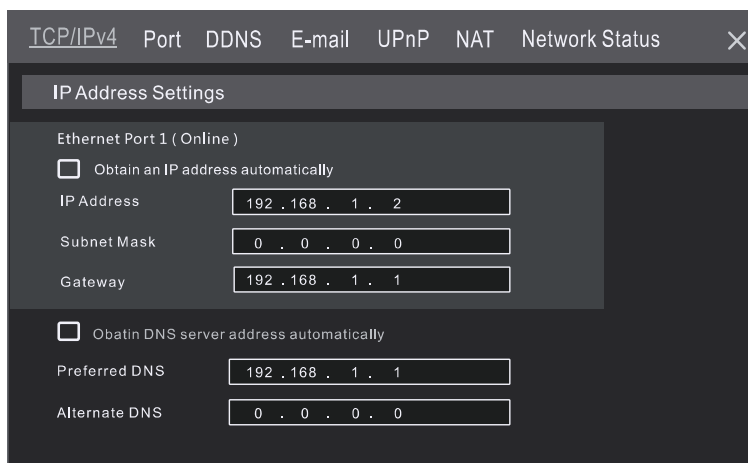 TCP/IPv4 Port DDNS E-mail UPnP NAT Network Status X
IP Address Settings
Ethernet Port 1 ( Online )
Obtain an IP address automatically
IP Address 192 . 168 . 1 . 2
Subnet Mask 0 . 0 . 0 . 0
Gateway 192 . 168 . 1 . 1
Obatin DNS server address automatically
Preferred DNS 192 . 168 . 1 . 1
Alternate DNS 0 . 0 . 0 . 0